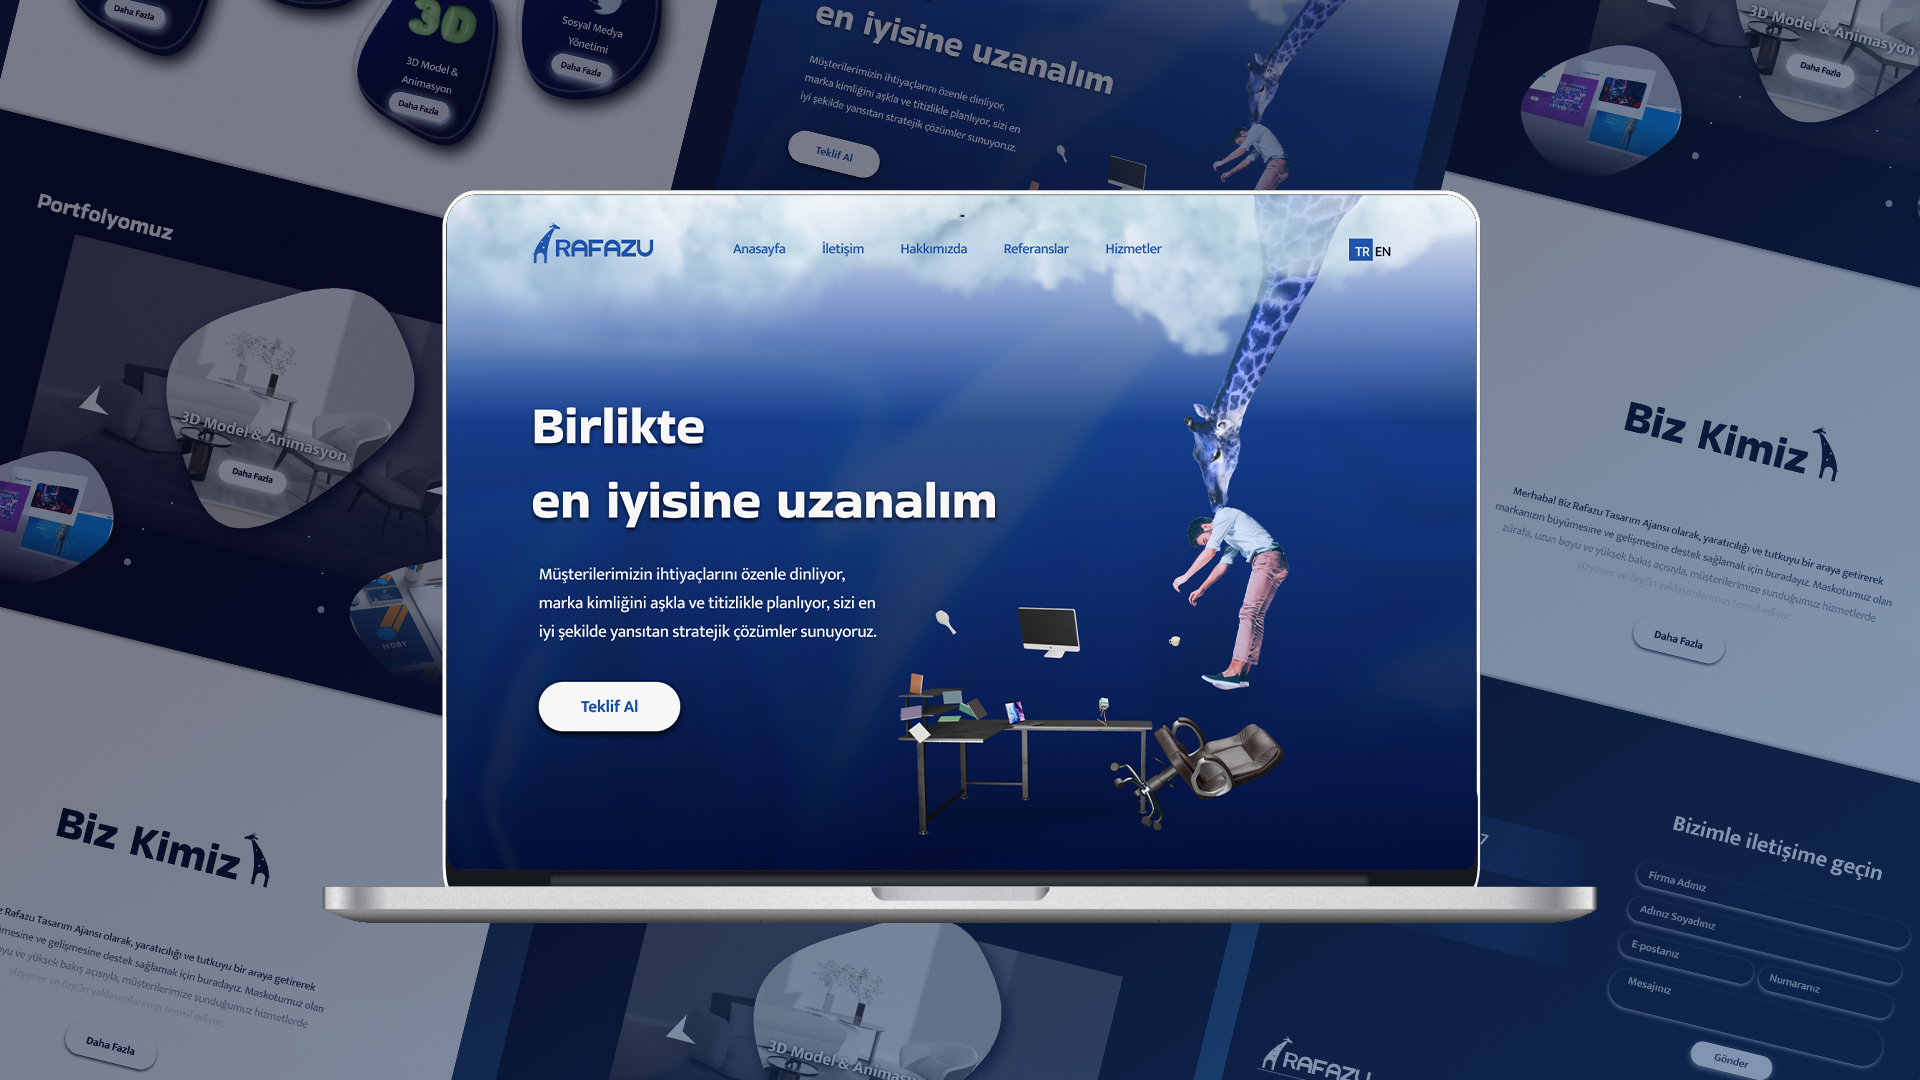 Daha Fazla
3D
3D Model &
Animasyon
Daha Fazla
Sosyal Medya
Yönetimi
Daha Fazla
en iyisine uzanalım
Müşterilerimizin ihtiyaçlarını özenle dinliyor,
marka kimliğini aşkla ve titizlikle planlıyor, sizi en
iyi şekilde yansıtan stratejik çözümler sunuyoruz.
Teklif Al
3D Model & Animasyon
Daha Fazla
Portfolyomuz
3D Model & Animasyon
Daha Fazla
MOBY
RAFAZU
Anasayfa
İletişim
Hakkımızda
Referanslar
Hizmetler
TR EN
Birlikte
en iyisine uzanalım
Müşterilerimizin ihtiyaçlarını özenle dinliyor,
marka kimliğini aşkla ve titizlikle planlıyor, sizi en
iyi şekilde yansıtan stratejik çözümler sunuyoruz.
Teklif Al
Biz Kimiz
Merhaba! Biz Rafazu Tasarım Ajansı olarak, yaratıcılığı ve tutkuyu bir araya getirerek
markanızın büyümesine ve gelişmesine destek sağlamak için buradayız. Maskotumuz olan
zürafa, uzun boyu ve yüksek bakış açısıyla, müşterilerimize sunduğumuz hizmetlerde
vizyoner ve özgün yaklaşımlarımızı temsil ediyor.
Daha Fazla
Biz Kimiz
Rafazu Tasarım Ajansı olarak, yaratıcılığı ve tutkuyu bir araya getirerek
ve gelişmesine destek sağlamak için buradayız. Maskotumuz olan
boyu ve yüksek bakış açısıyla, müşterilerimize sunduğumuz hizmetlerde
vizyoner ve özgün yaklaşımlarımızı temsil ediyor.
Daha Fazla
3D Model & Animasyon
Bizimle iletişime geçin
Firma Adınız
Adınız Soyadınız
E-postanız
Numaranız
Mesajınız
Gönder
RAFAZU